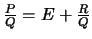 P/Q = E + R/Q